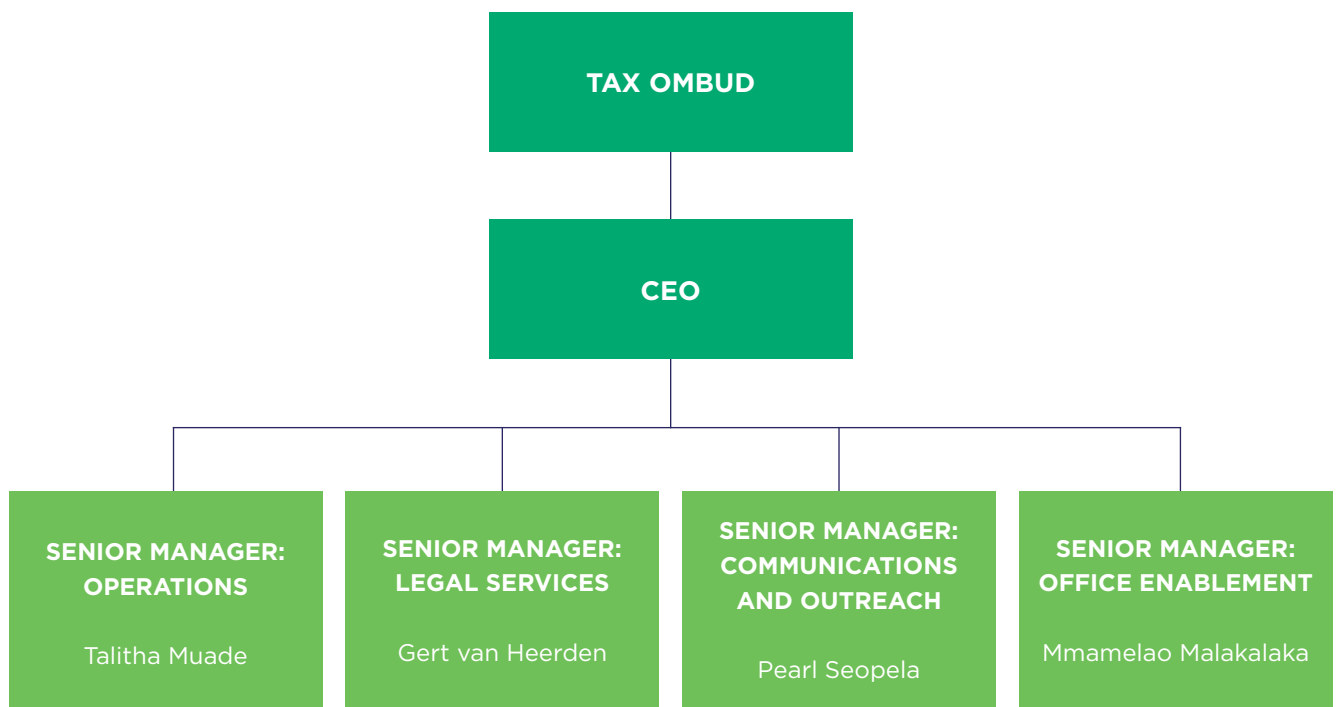 TAX OMBUD
CEO
SENIOR MANAGER:
OPERATIONS
Talitha Muade
SENIOR MANAGER:
LEGAL SERVICES
Gert van Heerden
SENIOR MANAGER:
COMMUNICATIONS
AND OUTREACH
Pearl Seopela
SENIOR MANAGER:
OFFICE ENABLEMENT
Mmamelao Malakalaka